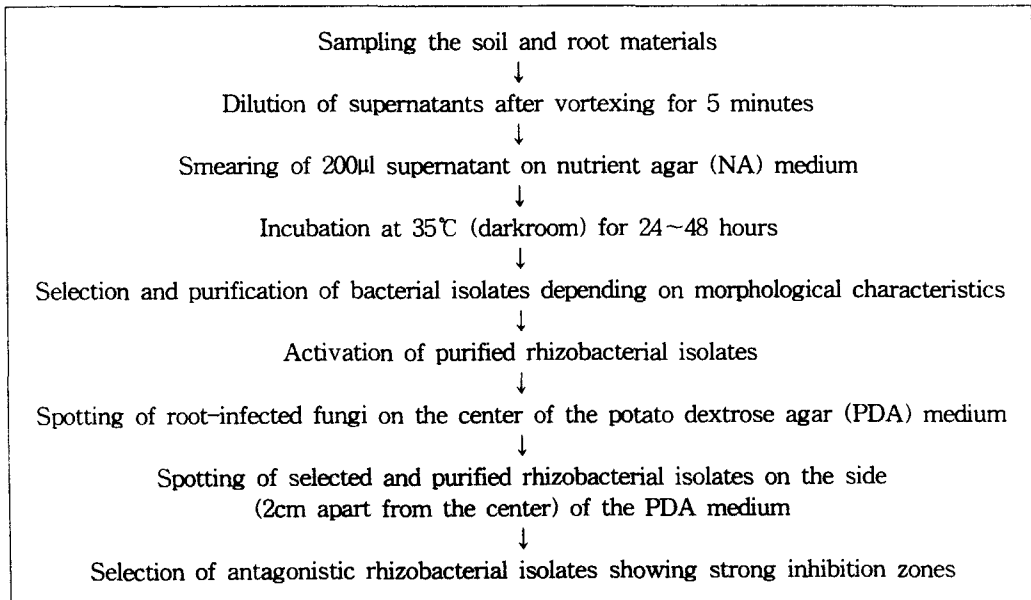 Sampling the soil and root materials
↓
Dilution of supernatants after vortexing for 5 minutes
↓
Smearing of 200µl supernatant on nutrient agar (NA) medium
↓
Incubation at 35℃ (darkroom) for 24~48 hours
↓
Selection and purification of bacterial isolates depending on morphological characteristics
↓
Activation of purified rhizobacterial isolates
↓
Spotting of root-infected fungi on the center of the potato dextrose agar (PDA) medium
↓
Spotting of selected and purified rhizobacterial isolates on the side
(2cm apart from the center) of the PDA medium
↓
Selection of antagonistic rhizobacterial isolates showing strong inhibition zones